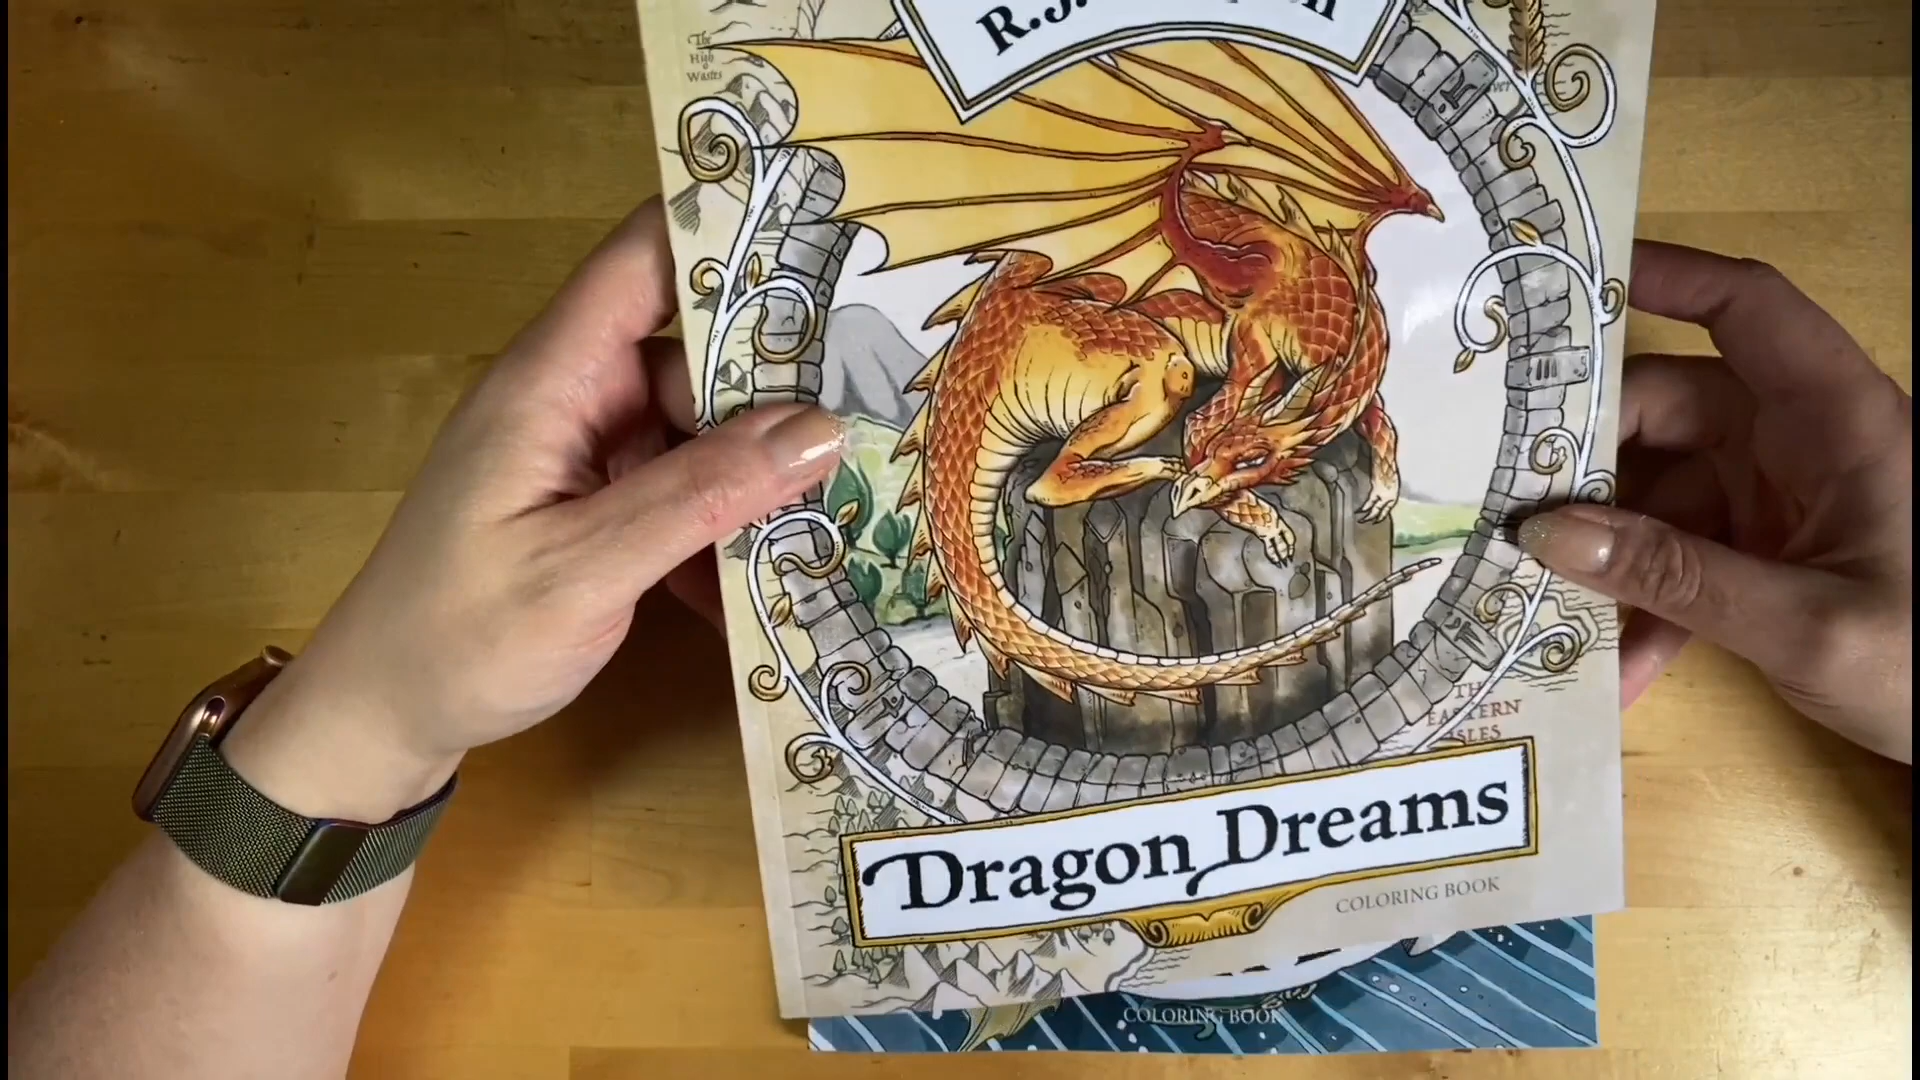 R.J.
The
High
Wastes
THE
EASTERN
ISLES
Dragon Dreams
COLORING BOOK
COLORING BOOK